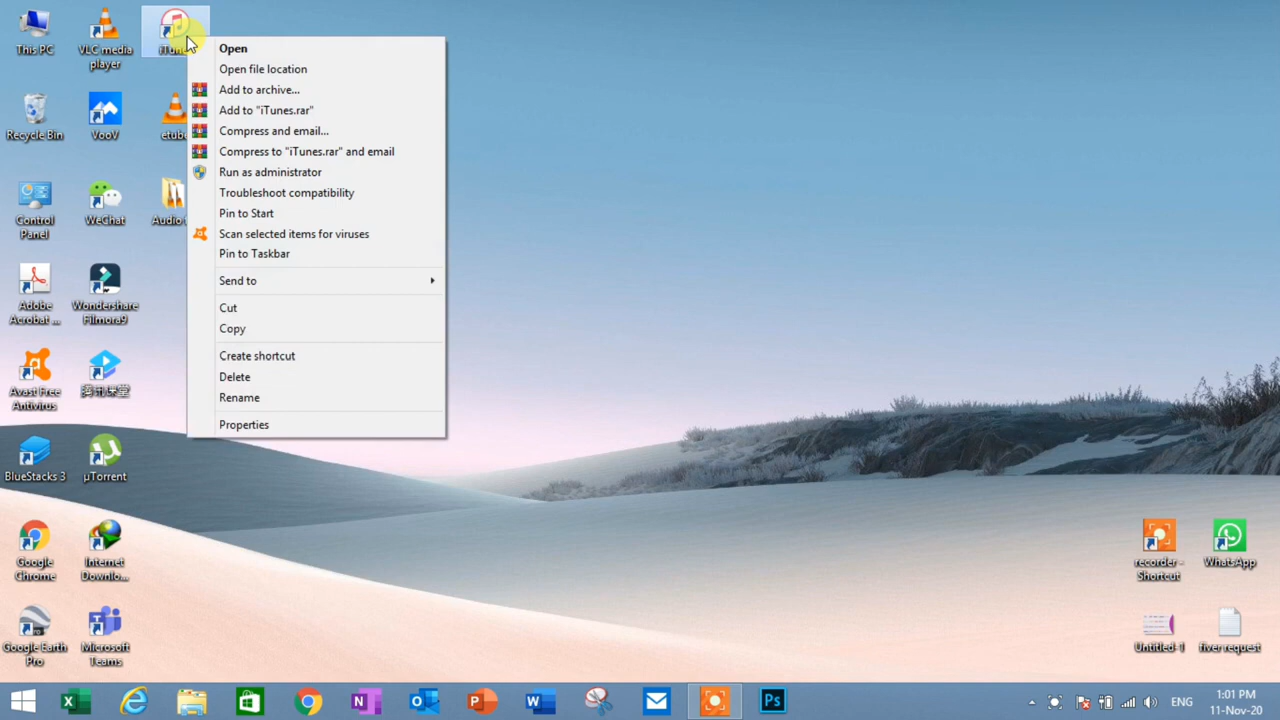 This PC
VLC media
player
iTunes
Recycle Bin
VooV
etube
Control
Panel
WeChat
Audio
Adobe
Acrobat ...
Wondershare
Filmora9
Avast Free
Antivirus
腾讯课堂
BlueStacks 3
µTorrent
Google
Chrome
Internet
Downlo...
Google Earth
Pro
Microsoft
Teams
Open
Open file location
Add to archive...
Add to "iTunes.rar"
Compress and email...
Compress to "iTunes.rar" and email
Run as administrator
Troubleshoot compatibility
Pin to Start
Scan selected items for viruses
Pin to Taskbar
Send to
Cut
Copy
Create shortcut
Delete
Rename
Properties
recorder -
Shortcut
WhatsApp
Untitled-1
fiver request
ENG
1:01 PM
11-Nov-20